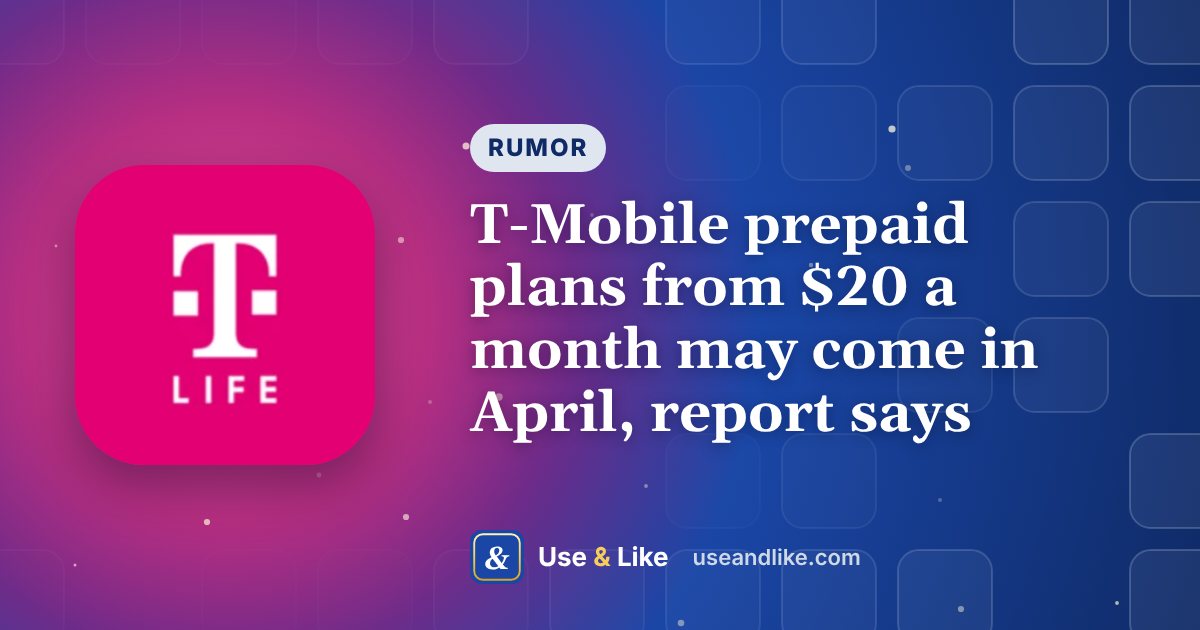 T
LIFE
RUMOR
T-Mobile prepaid
plans from $20 a
month may come in
April, report says
& Use & Like useandlike.com